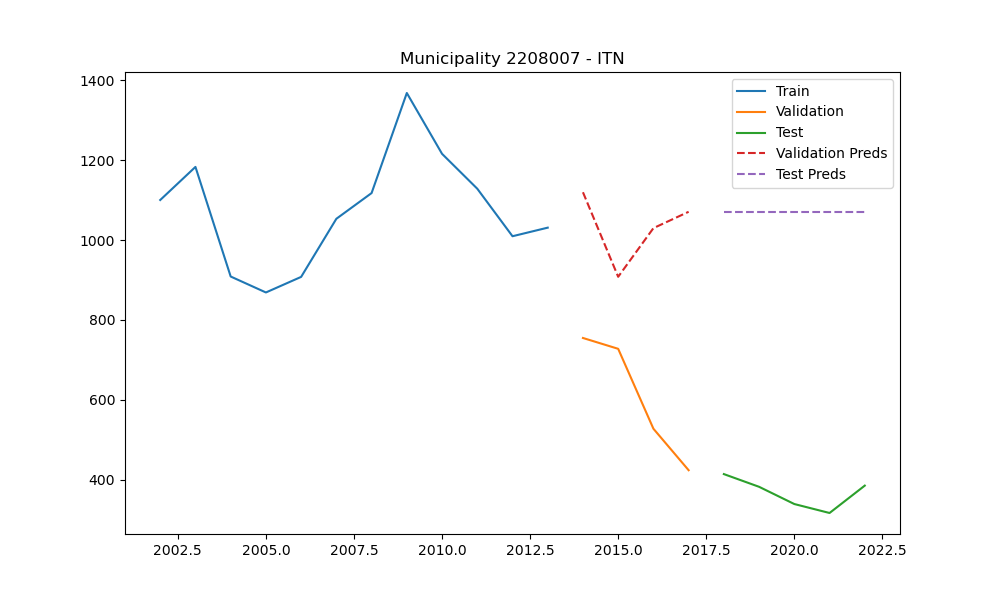 Municipality 2208007 - ITN
1400
1200
1000
800
600
400
2002.5
2005.0
2007.5
2010.0
2012.5
2015.0
2017.5
2020.0
2022.5
Train
Validation
Test
Validation Preds
Test Preds